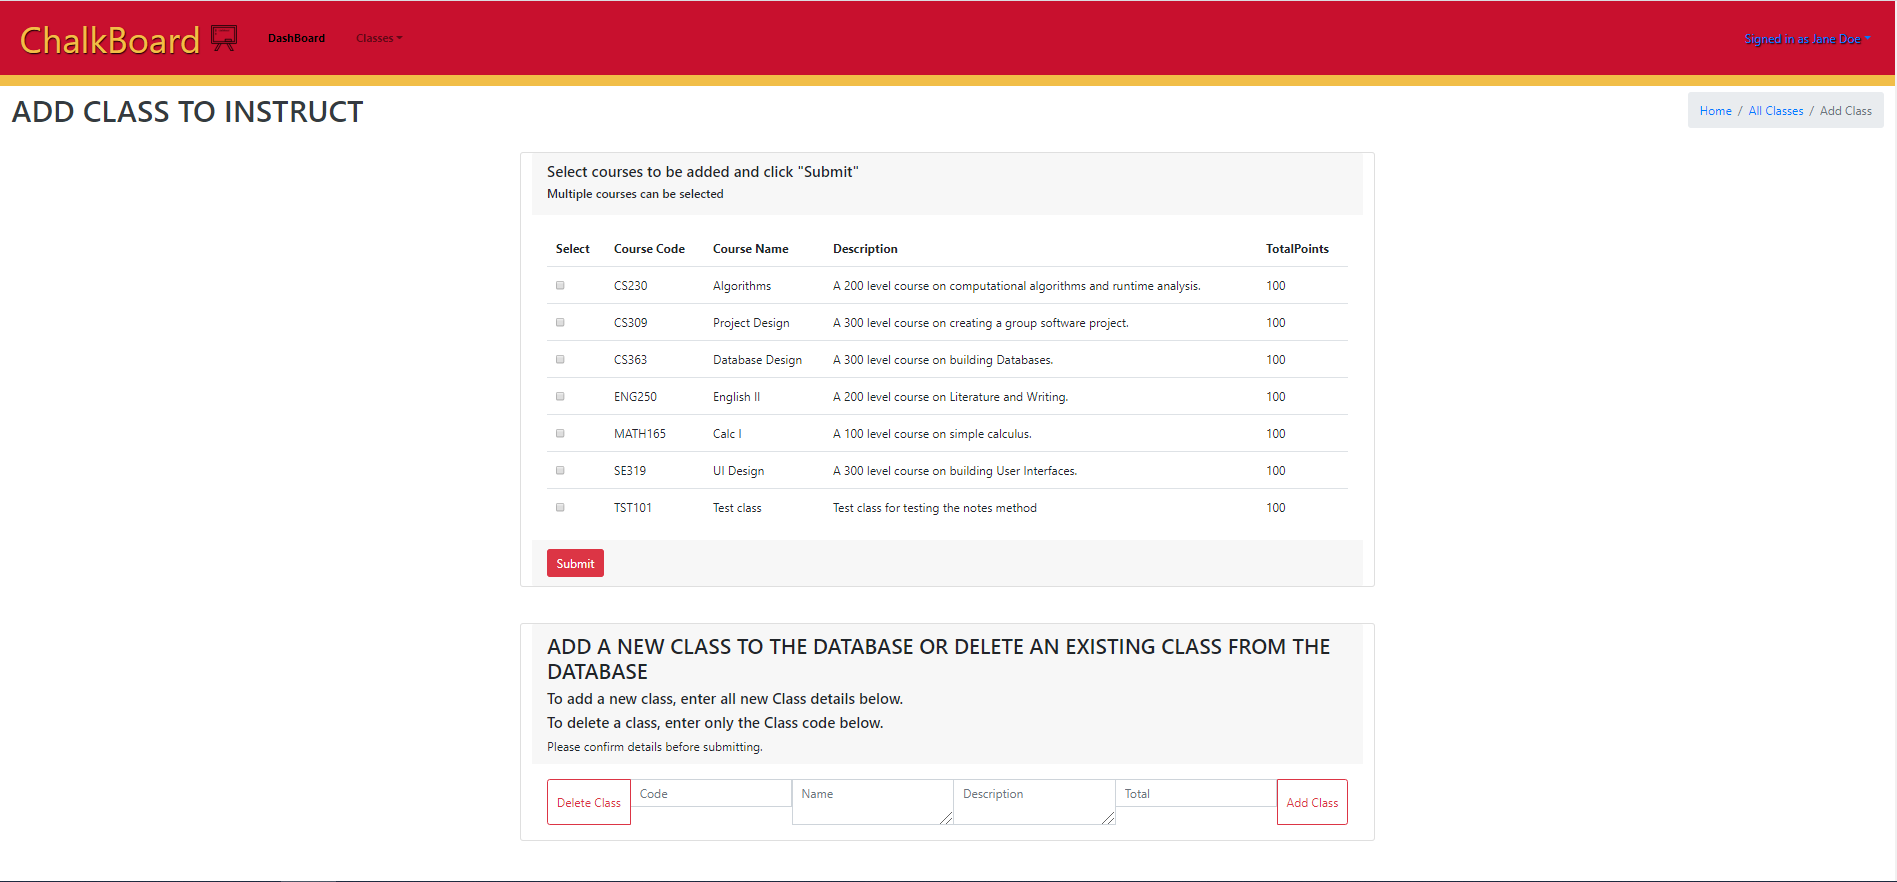 ChalkBoard DashBoard Classes Signed in as Jane Doe
ADD CLASS TO INSTRUCT
Home / All Classes / Add Class
Select courses to be added and click "Submit"
Multiple courses can be selected
Select Course Code Course Name Description TotalPoints
CS230 Algorithms A 200 level course on computational algorithms and runtime analysis. 100
CS309 Project Design A 300 level course on creating a group software project. 100
CS363 Database Design A 300 level course on building Databases. 100
ENG250 English II A 200 level course on Literature and Writing. 100
MATH165 Calc I A 100 level course on simple calculus. 100
SE319 UI Design A 300 level course on building User Interfaces. 100
TST101 Test class Test class for testing the notes method 100
Submit
ADD A NEW CLASS TO THE DATABASE OR DELETE AN EXISTING CLASS FROM THE
DATABASE
To add a new class, enter all new Class details below.
To delete a class, enter only the Class code below.
Please confirm details before submitting.
Delete Class Code Name Description Total Add Class